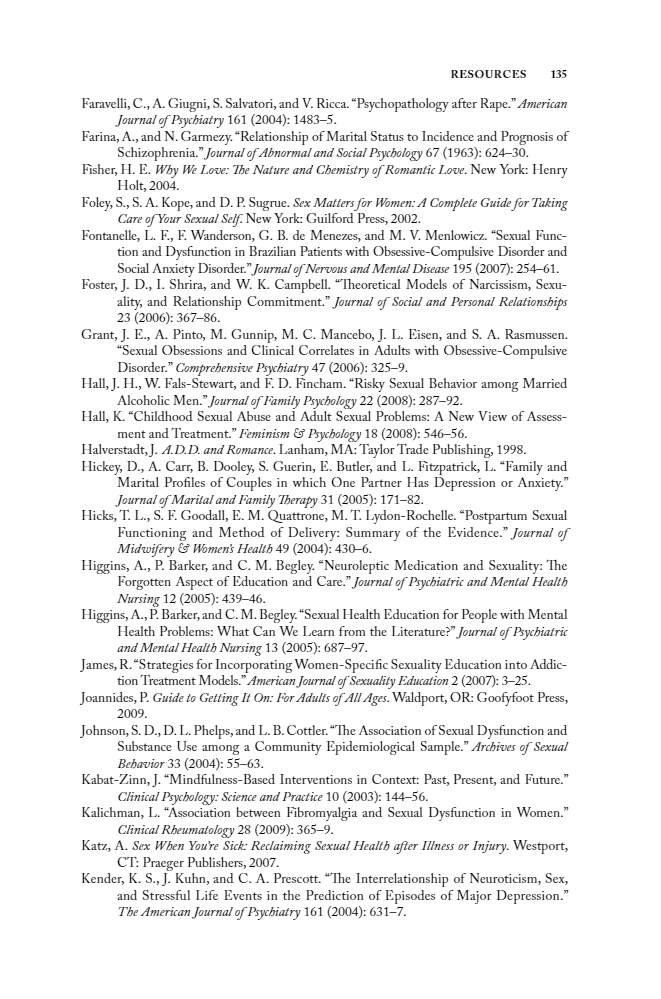 RESOURCES 135
Faravelli, C., A. Giugni, S. Salvatori, and V. Ricca. “Psychopathology after Rape.” American
Journal of Psychiatry 161 (2004): 1483–5.
Farina, A., and N. Garmezy. “Relationship of Marital Status to Incidence and Prognosis of
Schizophrenia.” Journal of Abnormal and Social Psychology 67 (1963): 624–30.
Fisher, H. E. Why We Love: The Nature and Chemistry of Romantic Love. New York: Henry
Holt, 2004.
Foley, S., S. A. Kope, and D. P. Sugrue. Sex Matters for Women: A Complete Guide for Taking
Care of Your Sexual Self. New York: Guilford Press, 2002.
Fontanelle, L. F., F. Wanderson, G. B. de Menezes, and M. V. Menlowicz. “Sexual Func-
tion and Dysfunction in Brazilian Patients with Obsessive-Compulsive Disorder and
Social Anxiety Disorder.” Journal of Nervous and Mental Disease 195 (2007): 254–61.
Foster, J. D., I. Shrira, and W. K. Campbell. “Theoretical Models of Narcissism, Sexu-
ality, and Relationship Commitment.” Journal of Social and Personal Relationships
23 (2006): 367–86.
Grant, J. E., A. Pinto, M. Gunnip, M. C. Mancebo, J. L. Eisen, and S. A. Rasmussen.
“Sexual Obsessions and Clinical Correlates in Adults with Obsessive-Compulsive
Disorder.” Comprehensive Psychiatry 47 (2006): 325–9.
Hall, J. H., W. Fals-Stewart, and F. D. Fincham. “Risky Sexual Behavior among Married
Alcoholic Men.” Journal of Family Psychology 22 (2008): 287–92.
Hall, K. “Childhood Sexual Abuse and Adult Sexual Problems: A New View of Assess-
ment and Treatment.” Feminism & Psychology 18 (2008): 546–56.
Halverstadt, J. A.D.D. and Romance. Lanham, MA: Taylor Trade Publishing, 1998.
Hickey, D., A. Carr, B. Dooley, S. Guerin, E. Butler, and L. Fitzpatrick, L. “Family and
Marital Profiles of Couples in which One Partner Has Depression or Anxiety.”
Journal of Marital and Family Therapy 31 (2005): 171–82.
Hicks, T. L., S. F. Goodall, E. M. Quattrone, M. T. Lydon-Rochelle. “Postpartum Sexual
Functioning and Method of Delivery: Summary of the Evidence.” Journal of
Midwifery & Women’s Health 49 (2004): 430–6.
Higgins, A., P. Barker, and C. M. Begley. “Neuroleptic Medication and Sexuality: The
Forgotten Aspect of Education and Care.” Journal of Psychiatric and Mental Health
Nursing 12 (2005): 439–46.
Higgins, A., P. Barker, and C. M. Begley. “Sexual Health Education for People with Mental
Health Problems: What Can We Learn from the Literature?” Journal of Psychiatric
and Mental Health Nursing 13 (2005): 687–97.
James, R. “Strategies for Incorporating Women-Specific Sexuality Education into Addic-
tion Treatment Models.” American Journal of Sexuality Education 2 (2007): 3–25.
Joannides, P. Guide to Getting It On: For Adults of All Ages. Waldport, OR: Goofyfoot Press,
2009.
Johnson, S. D., D. L. Phelps, and L. B. Cottler. “The Association of Sexual Dysfunction and
Substance Use among a Community Epidemiological Sample.” Archives of Sexual
Behavior 33 (2004): 55–63.
Kabat-Zinn, J. “Mindfulness-Based Interventions in Context: Past, Present, and Future.”
Clinical Psychology: Science and Practice 10 (2003): 144–56.
Kalichman, L. “Association between Fibromyalgia and Sexual Dysfunction in Women.”
Clinical Rheumatology 28 (2009): 365–9.
Katz, A. Sex When You’re Sick: Reclaiming Sexual Health after Illness or Injury. Westport,
CT: Praeger Publishers, 2007.
Kender, K. S., J. Kuhn, and C. A. Prescott. “The Interrelationship of Neuroticism, Sex,
and Stressful Life Events in the Prediction of Episodes of Major Depression.”
The American Journal of Psychiatry 161 (2004): 631–7.